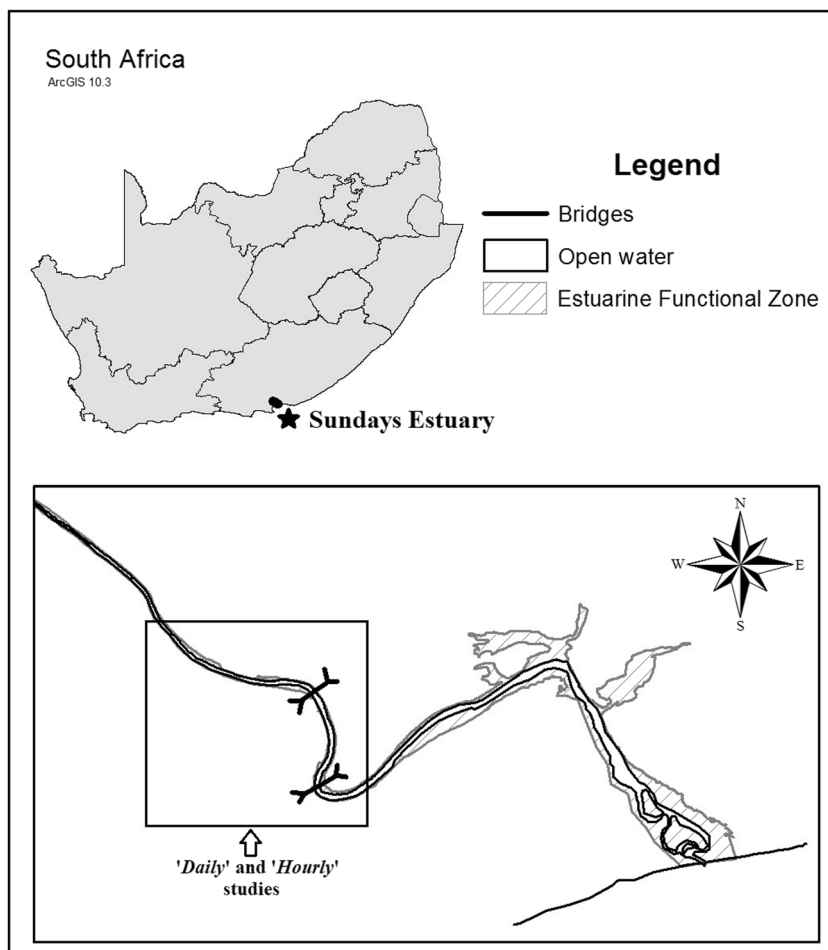 South Africa
ArcGIS 10.3
Legend
Bridges
Open water
Estuarine Functional Zone
Sundays Estuary
N
W
E
S
'Daily' and 'Hourly'
studies